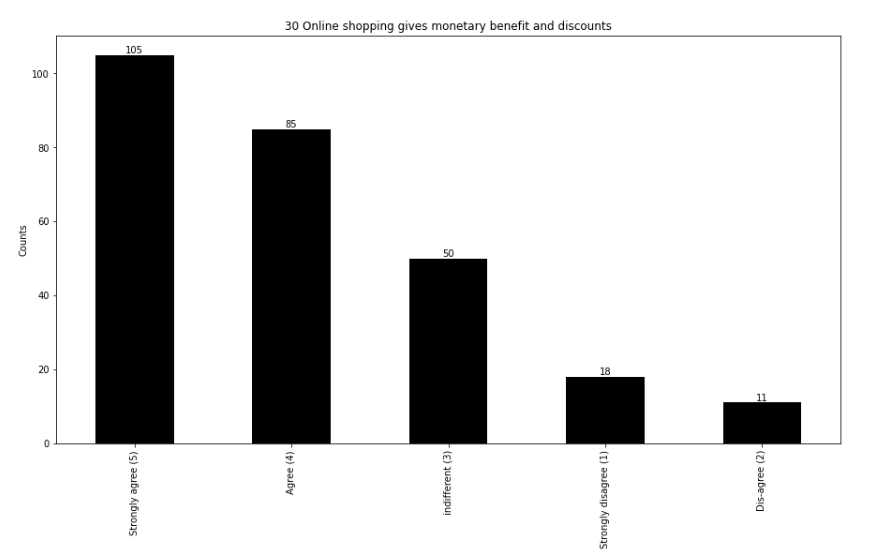 30 Online shopping gives monetary benefit and discounts
105
85
50
18
11
100
80
60
40
20
0
Counts
Strongly agree (5)
Agree (4)
indifferent (3)
Strongly disagree (1)
Dis-agree (2)